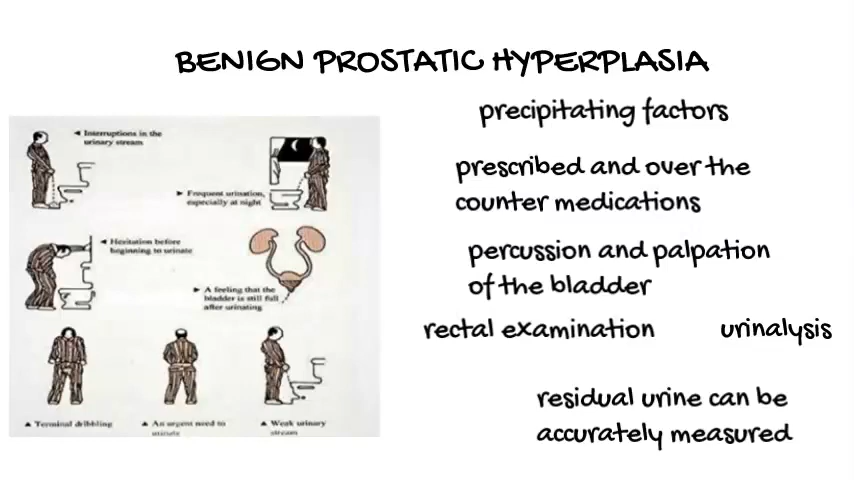 BENIGN PROSTATIC HYPERPLASIA
Interruptions in the
urinary stream
Frequent urination,
especially at night
Hesitation before
beginning to urinate
A feeling that the
bladder is still full
after urinating
Terminal dribbling
An urgent need to
urinate
Weak urinary
stream
precipitating factors
prescribed and over the
counter medications
percussion and palpation
of the bladder
rectal examination
urinalysis
residual urine can be
accurately measured